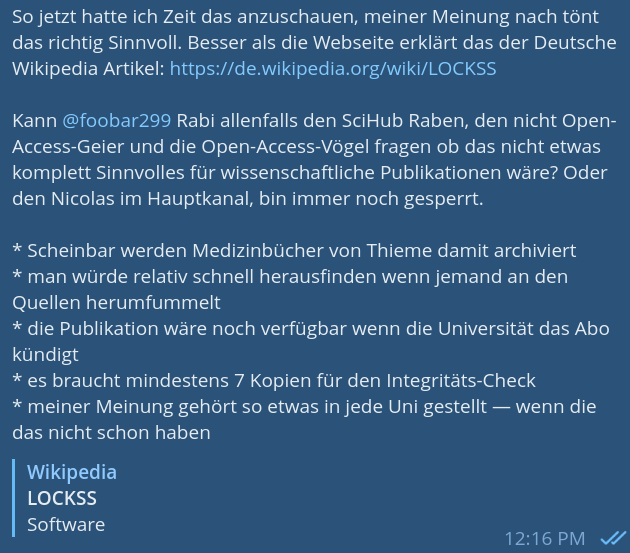 So jetzt hatte ich Zeit das anzuschauen, meiner Meinung nach tönt
das richtig Sinnvoll. Besser als die Webseite erklärt das der Deutsche
Wikipedia Artikel: https://de.wikipedia.org/wiki/LOCKSS
Kann @foobar299 Rabi allenfalls den SciHub Raben, den nicht Open-
Access-Geier und die Open-Access-Vögel fragen ob das nicht etwas
komplett Sinnvolles für wissenschaftliche Publikationen wäre? Oder
den Nicolas im Hauptkanal, bin immer noch gesperrt.
* Scheinbar werden Medizinbücher von Thieme damit archiviert
* man würde relativ schnell herausfinden wenn jemand an den
Quellen herumfummelt
* die Publikation wäre noch verfügbar wenn die Universität das Abo
kündigt
* es braucht mindestens 7 Kopien für den Integritäts-Check
* meiner Meinung gehört so etwas in jede Uni gestellt — wenn die
das nicht schon haben
Wikipedia
LOCKSS
Software
12:16 PM